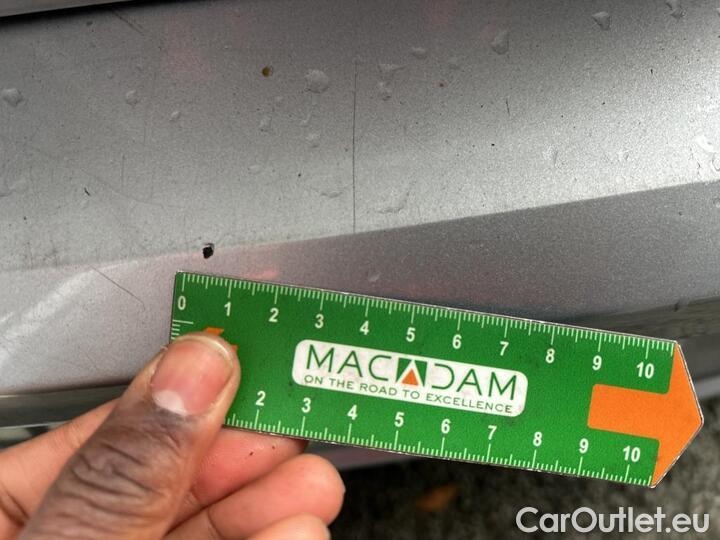 0 1 2 3 4 5 6 7 8 9 10
MACADAM
ON THE ROAD TO EXCELLENCE
2 3 4 5 6 7 8 9 10
CarOutlet.eu